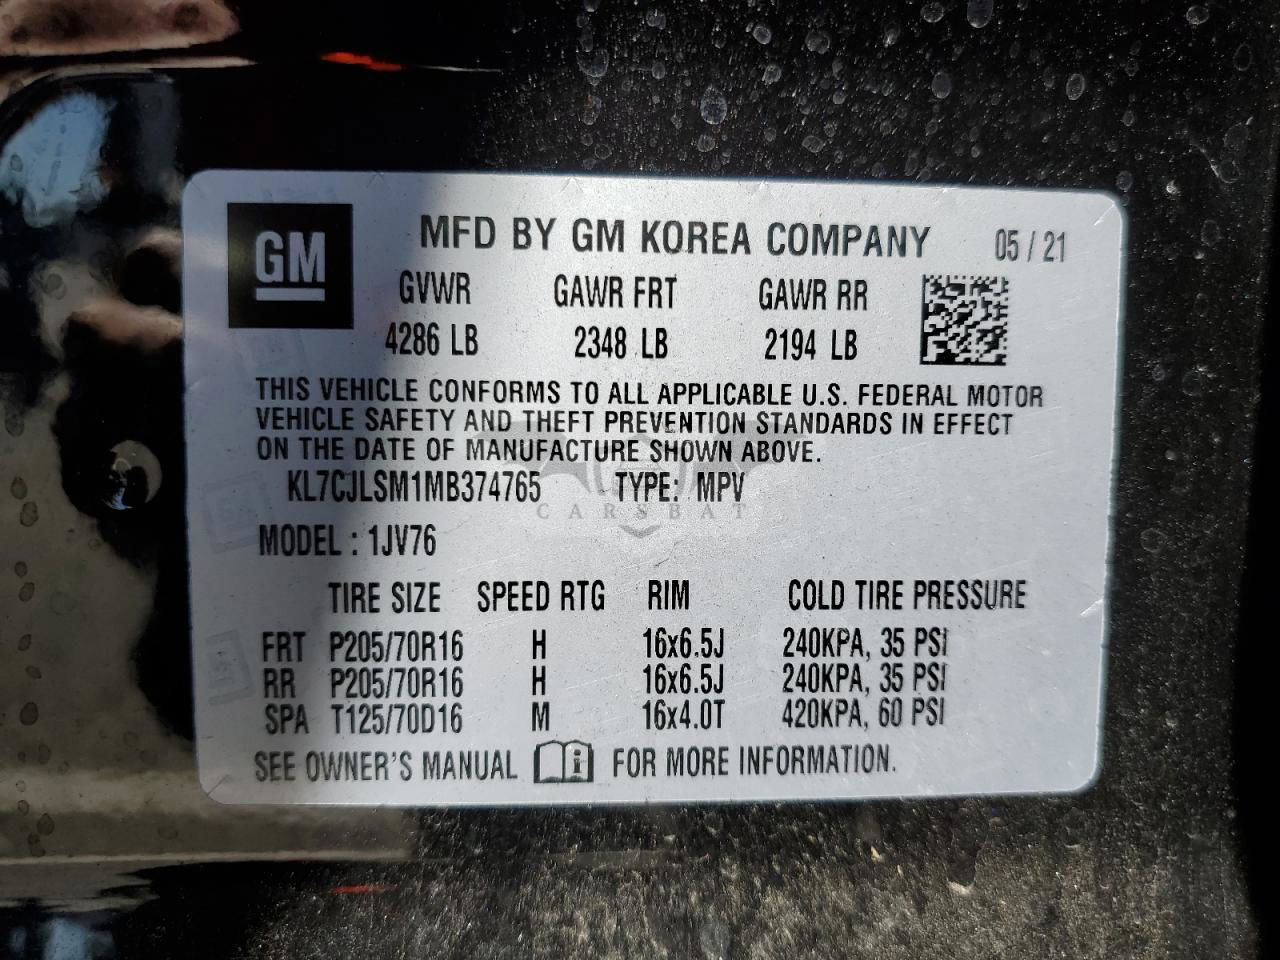 GM MFD BY GM KOREA COMPANY 05 / 21
GVWR GAWR FRT GAWR RR
4286 LB 2348 LB 2194 LB
THIS VEHICLE CONFORMS TO ALL APPLICABLE U.S. FEDERAL MOTOR
VEHICLE SAFETY AND THEFT PREVENTION STANDARDS IN EFFECT
ON THE DATE OF MANUFACTURE SHOWN ABOVE.
KL7CJLSM1MB374765 TYPE: MPV
CARSBAT
MODEL : 1JV76
TIRE SIZE SPEED RTG RIM COLD TIRE PRESSURE
FRT P205/70R16 H 16x6.5J 240KPA, 35 PSI
RR P205/70R16 H 16x6.5J 240KPA, 35 PSI
SPA T125/70D16 M 16x4.0T 420KPA, 60 PSI
SEE OWNER'S MANUAL i FOR MORE INFORMATION.